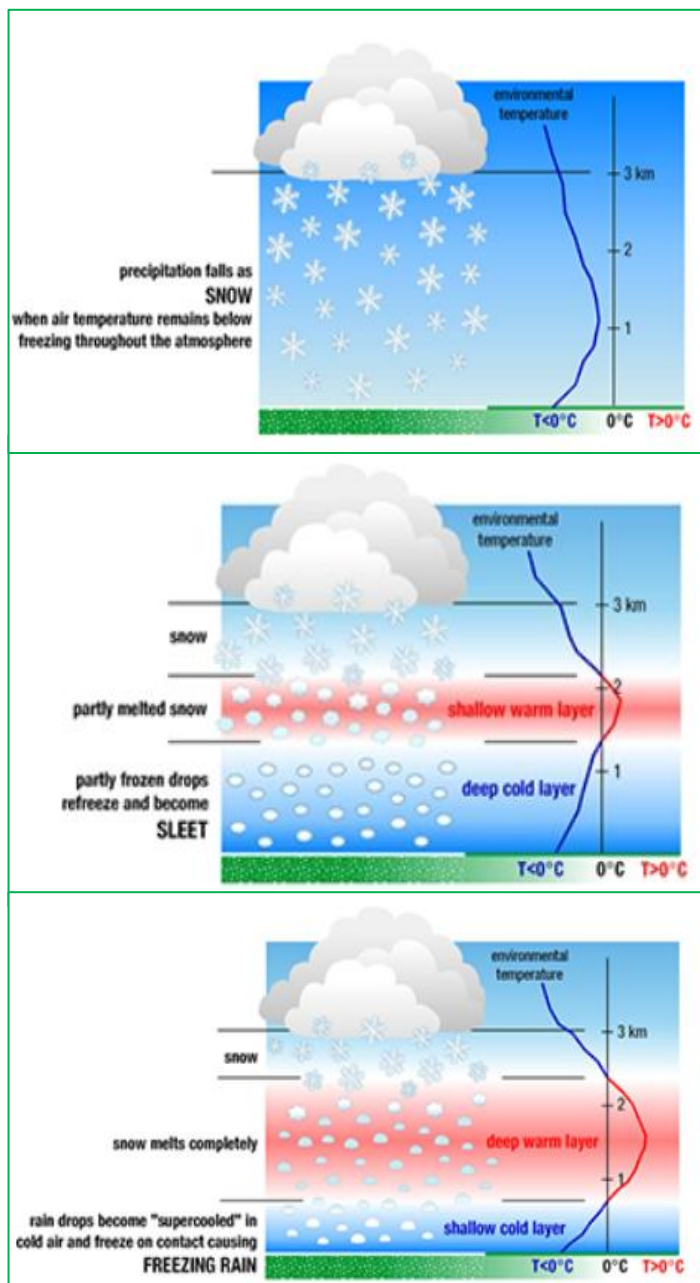 environmental
temperature
3 km
2
precipitation falls as
SNOW
when air temperature remains below
freezing throughout the atmosphere
1
T<0°C 0°C T>0°C
environmental
temperature
3 km
snow
2
partly melted snow
shallow warm layer
1
partly frozen drops
refreeze and become
SLEET
deep cold layer
T<0°C 0°C T>0°C
environmental
temperature
3 km
snow
2
snow melts completely
deep warm layer
1
rain drops become "supercooled" in
cold air and freeze on contact causing
FREEZING RAIN
shallow cold layer
T<0°C 0°C T>0°C